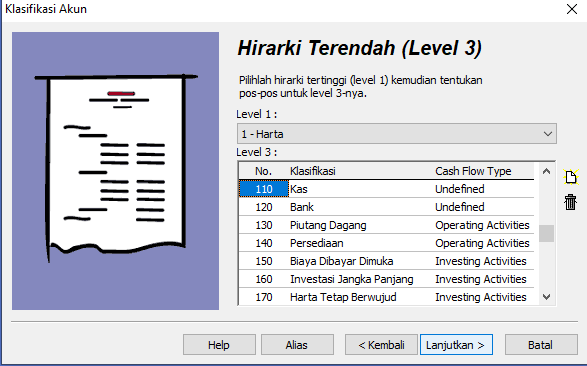 Klasifikasi Akun
Hirarki Terendah (Level 3)
Pilihlah hirarki tertinggi (level 1) kemudian tentukan
pos-pos untuk level 3-nya.
Level 1 :
1 - Harta
Level 3 :
No. Klasifikasi Cash Flow Type
110 Kas Undefined
120 Bank Undefined
130 Piutang Dagang Operating Activities
140 Persediaan Operating Activities
150 Biaya Dibayar Dimuka Investing Activities
160 Investasi Jangka Panjang Investing Activities
170 Harta Tetap Berwujud Investing Activities
Help Alias < Kembali Lanjutkan > Batal